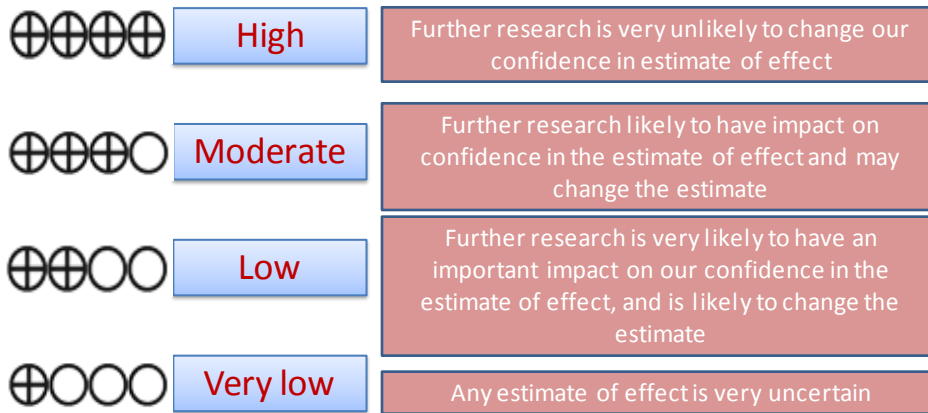 High
Further research is very unlikely to change our
confidence in estimate of effect
Moderate
Further research likely to have impact on
confidence in the estimate of effect and may
change the estimate
Low
Further research is very likely to have an
important impact on our confidence in the
estimate of effect, and is likely to change the
estimate
Very low
Any estimate of effect is very uncertain